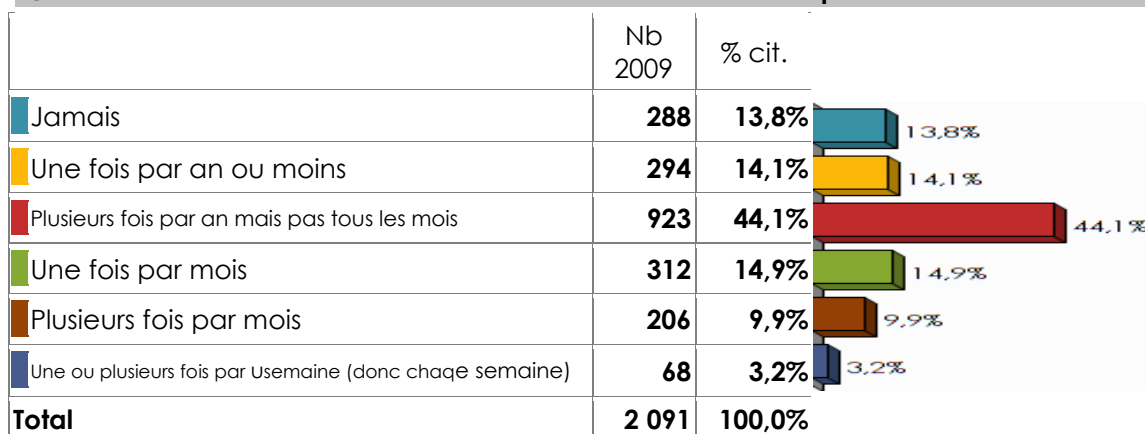 Nb 2009 % cit.
Jamais 288 13,8% 13,8%
Une fois par an ou moins 294 14,1% 14,1%
Plusieurs fois par an mais pas tous les mois 923 44,1% 44,1%
Une fois par mois 312 14,9% 14,9%
Plusieurs fois par mois 206 9,9% 9,9%
Une ou plusieurs fois par usemaine (donc chaqe semaine) 68 3,2% 3,2%
Total 2 091 100,0%